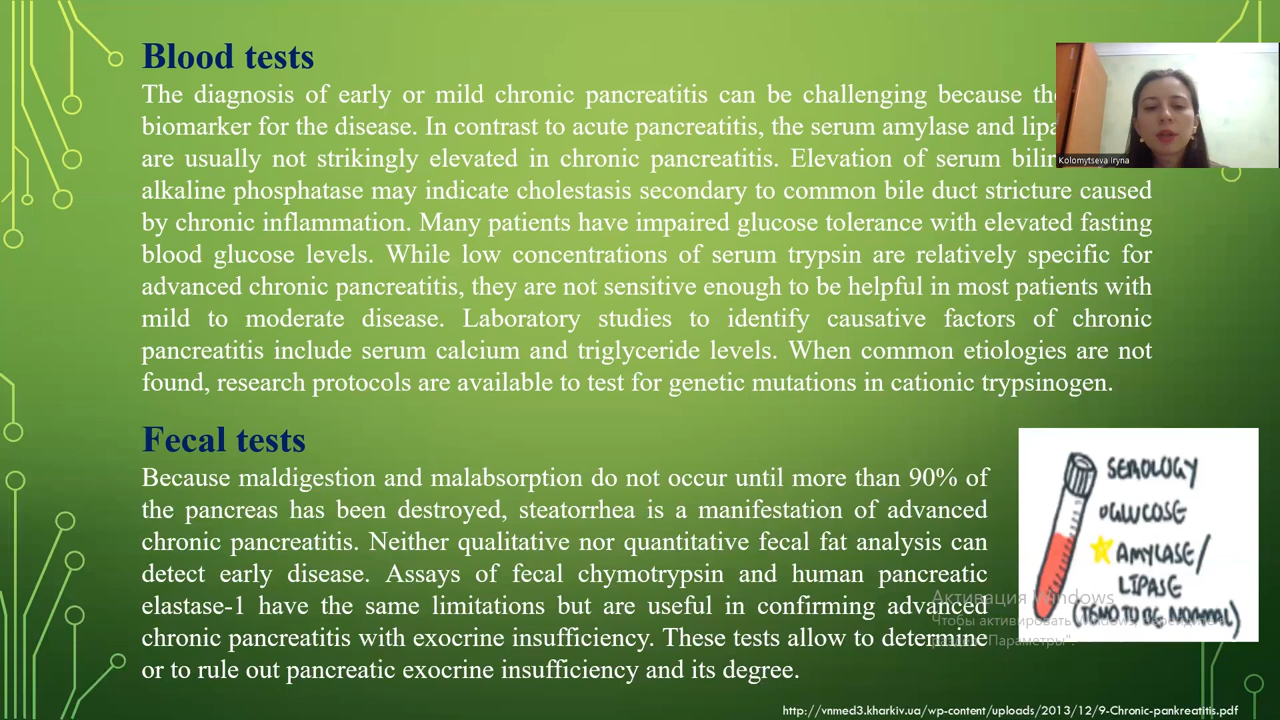 Blood tests
The diagnosis of early or mild chronic pancreatitis can be challenging because
biomarker for the disease. In contrast to acute pancreatitis, the serum amylase and
are usually not strikingly elevated in chronic pancreatitis. Elevation of serum
alkaline phosphatase may indicate cholestasis secondary to common bile duct stricture caused
by chronic inflammation. Many patients have impaired glucose tolerance with elevated fasting
blood glucose levels. While low concentrations of serum trypsin are relatively specific for
advanced chronic pancreatitis, they are not sensitive enough to be helpful in most patients with
mild to moderate disease. Laboratory studies to identify causative factors of chronic
pancreatitis include serum calcium and triglyceride levels. When common etiologies are not
found, research protocols are available to test for genetic mutations in cationic trypsinogen.
Kolomytseva Iryna
Fecal tests
Because maldigestion and malabsorption do not occur until more than 90% of
the pancreas has been destroyed, steatorrhea is a manifestation of advanced
chronic pancreatitis. Neither qualitative nor quantitative fecal fat analysis can
detect early disease. Assays of fecal chymotrypsin and human pancreatic
elastase-1 have the same limitations but are useful in confirming advanced
chronic pancreatitis with exocrine insufficiency. These tests allow to determine
or to rule out pancreatic exocrine insufficiency and its degree.
SEROLOGY
GLUCOSE
AMYLASE/
LIPASE
(TEND TO BE NORMAL)
Активация Windows
Чтобы активировать Windows,
раздел "Параметры".
http://vnmed3.kharkiv.ua/wp-content/uploads/2013/12/9-Chronic-pankreatitis.pdf